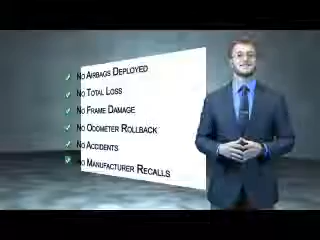 No Airbags Deployed
No Total Loss
No Frame Damage
No Odometer Rollback
No Accidents
No Manufacturer Recalls